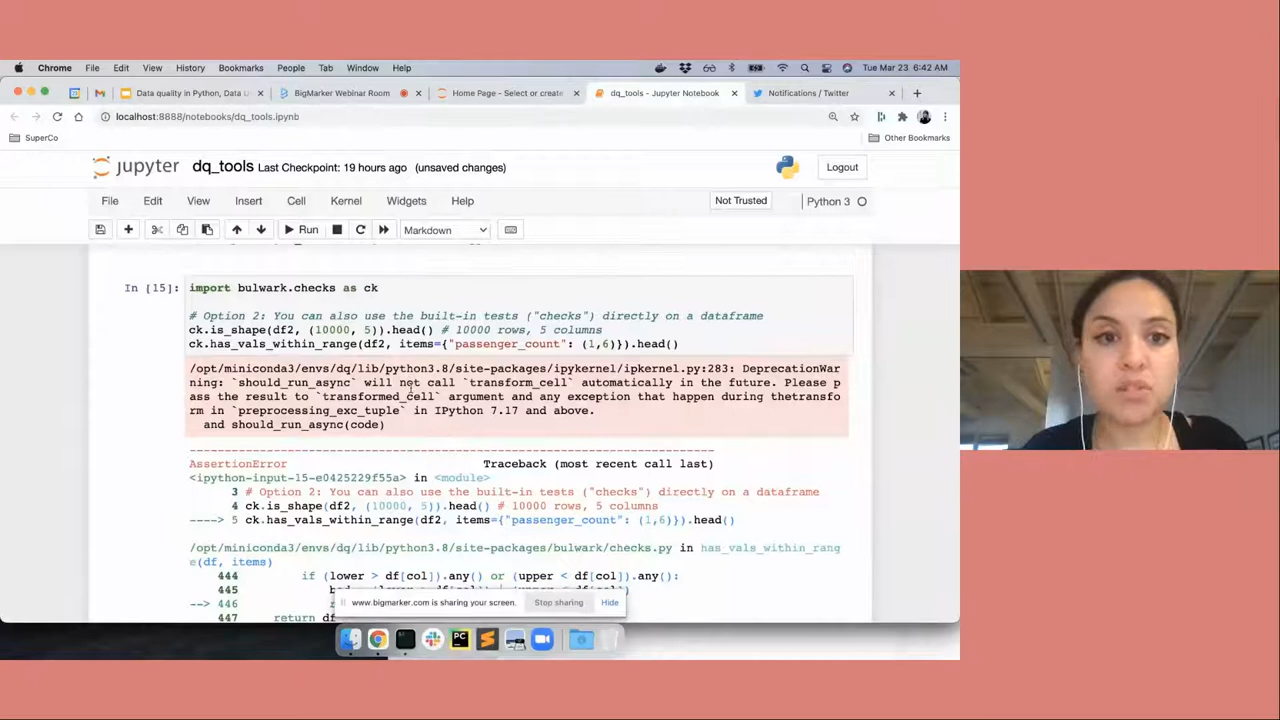 Chrome File Edit View History Bookmarks People Tab Window Help Tue Mar 23 6:42 AM
Data quality in Python, Data U BigMarker Webinar Room Home Page - Select or create dq_tools - Jupyter Notebook Notifications / Twitter
localhost:8888/notebooks/dq_tools.ipynb
SuperCo Other Bookmarks
jupyter dq_tools Last Checkpoint: 19 hours ago (unsaved changes) Logout
File Edit View Insert Cell Kernel Widgets Help Not Trusted Python 3
Run Markdown
In [15]: import bulwark.checks as ck
# Option 2: You can also use the built-in tests ("checks") directly on a dataframe
ck.is_shape(df2, (10000, 5)).head() # 10000 rows, 5 columns
ck.has_vals_within_range(df2, items={"passenger_count": (1,6)}).head()
/opt/miniconda3/envs/dq/lib/python3.8/site-packages/ipykernel/ipkernel.py:283: DeprecationWar
ning: `should_run_async` will not call `transform_cell` automatically in the future. Please p
ass the result to `transformed_cell` argument and any exception that happen during thetransfo
rm in `preprocessing_exc_tuple` in IPython 7.17 and above.
and should_run_async(code)
---------------------------------------------------------------------------
AssertionError Traceback (most recent call last)
<ipython-input-15-e0425229f55a> in <module>
3 # Option 2: You can also use the built-in tests ("checks") directly on a dataframe
4 ck.is_shape(df2, (10000, 5)).head() # 10000 rows, 5 columns
----> 5 ck.has_vals_within_range(df2, items={"passenger_count": (1,6)}).head()
/opt/miniconda3/envs/dq/lib/python3.8/site-packages/bulwark/checks.py in has_vals_within_rang
e(df, items)
444 if (lower > df[col]).any() or (upper < df[col]).any():
445
--> 446
447 return df
www.bigmarker.com is sharing your screen. Stop sharing Hide
PC